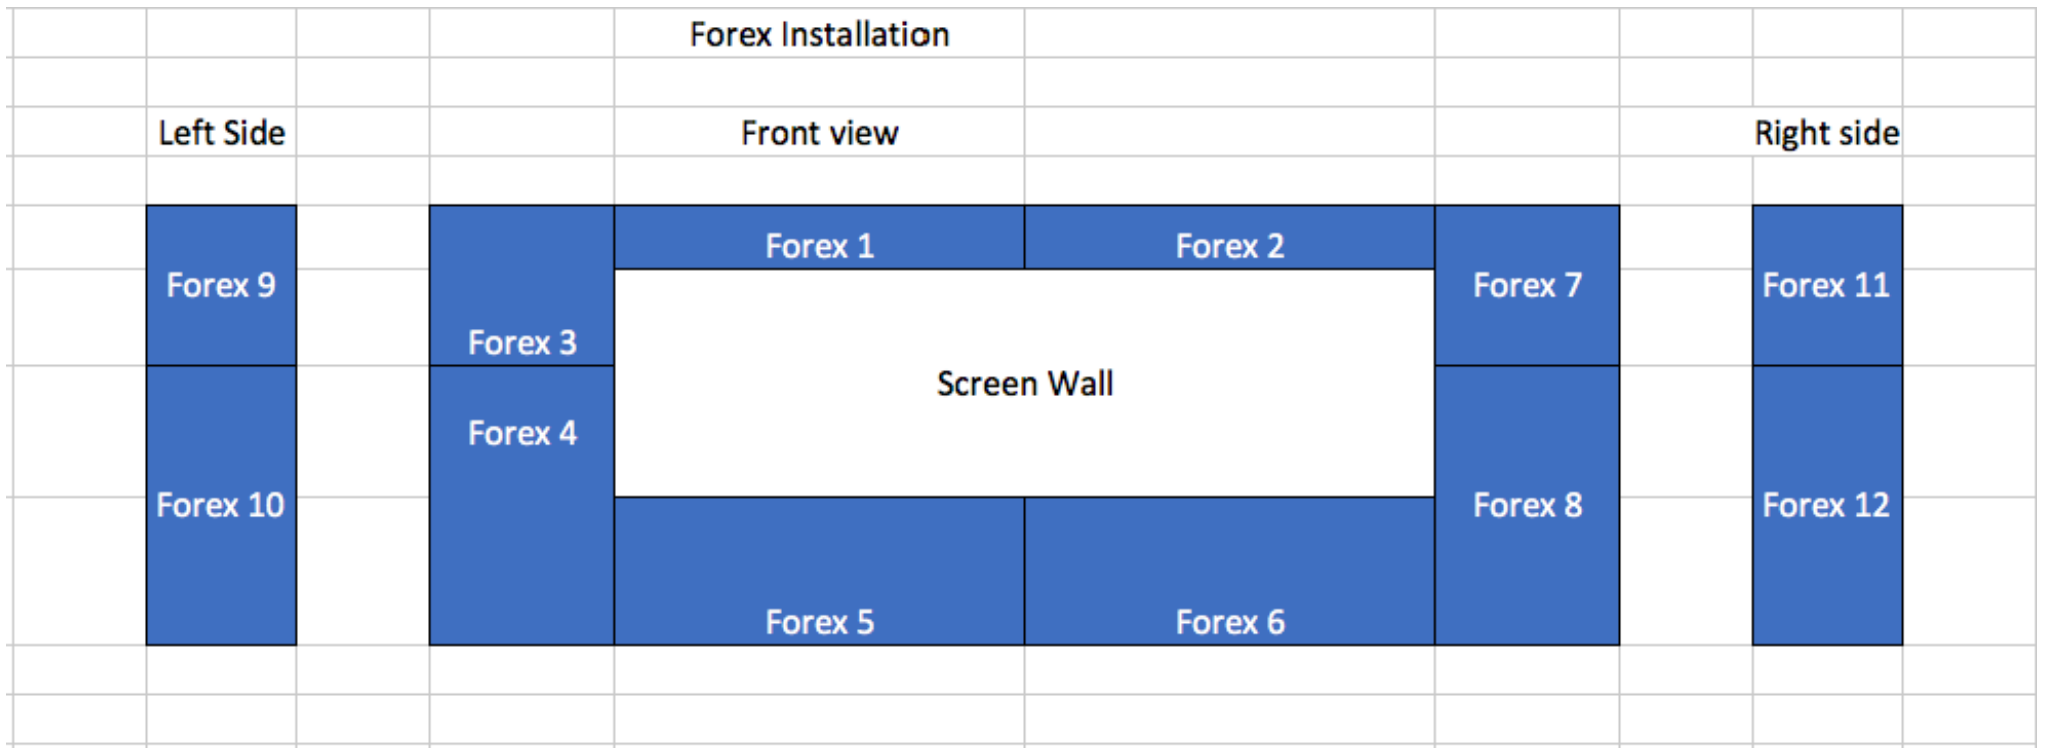 Forex Installation
Left Side Front view Right side
Forex 1 Forex 2
Forex 9 Forex 7 Forex 11
Forex 3
Screen Wall
Forex 4
Forex 10 Forex 8 Forex 12
Forex 5 Forex 6